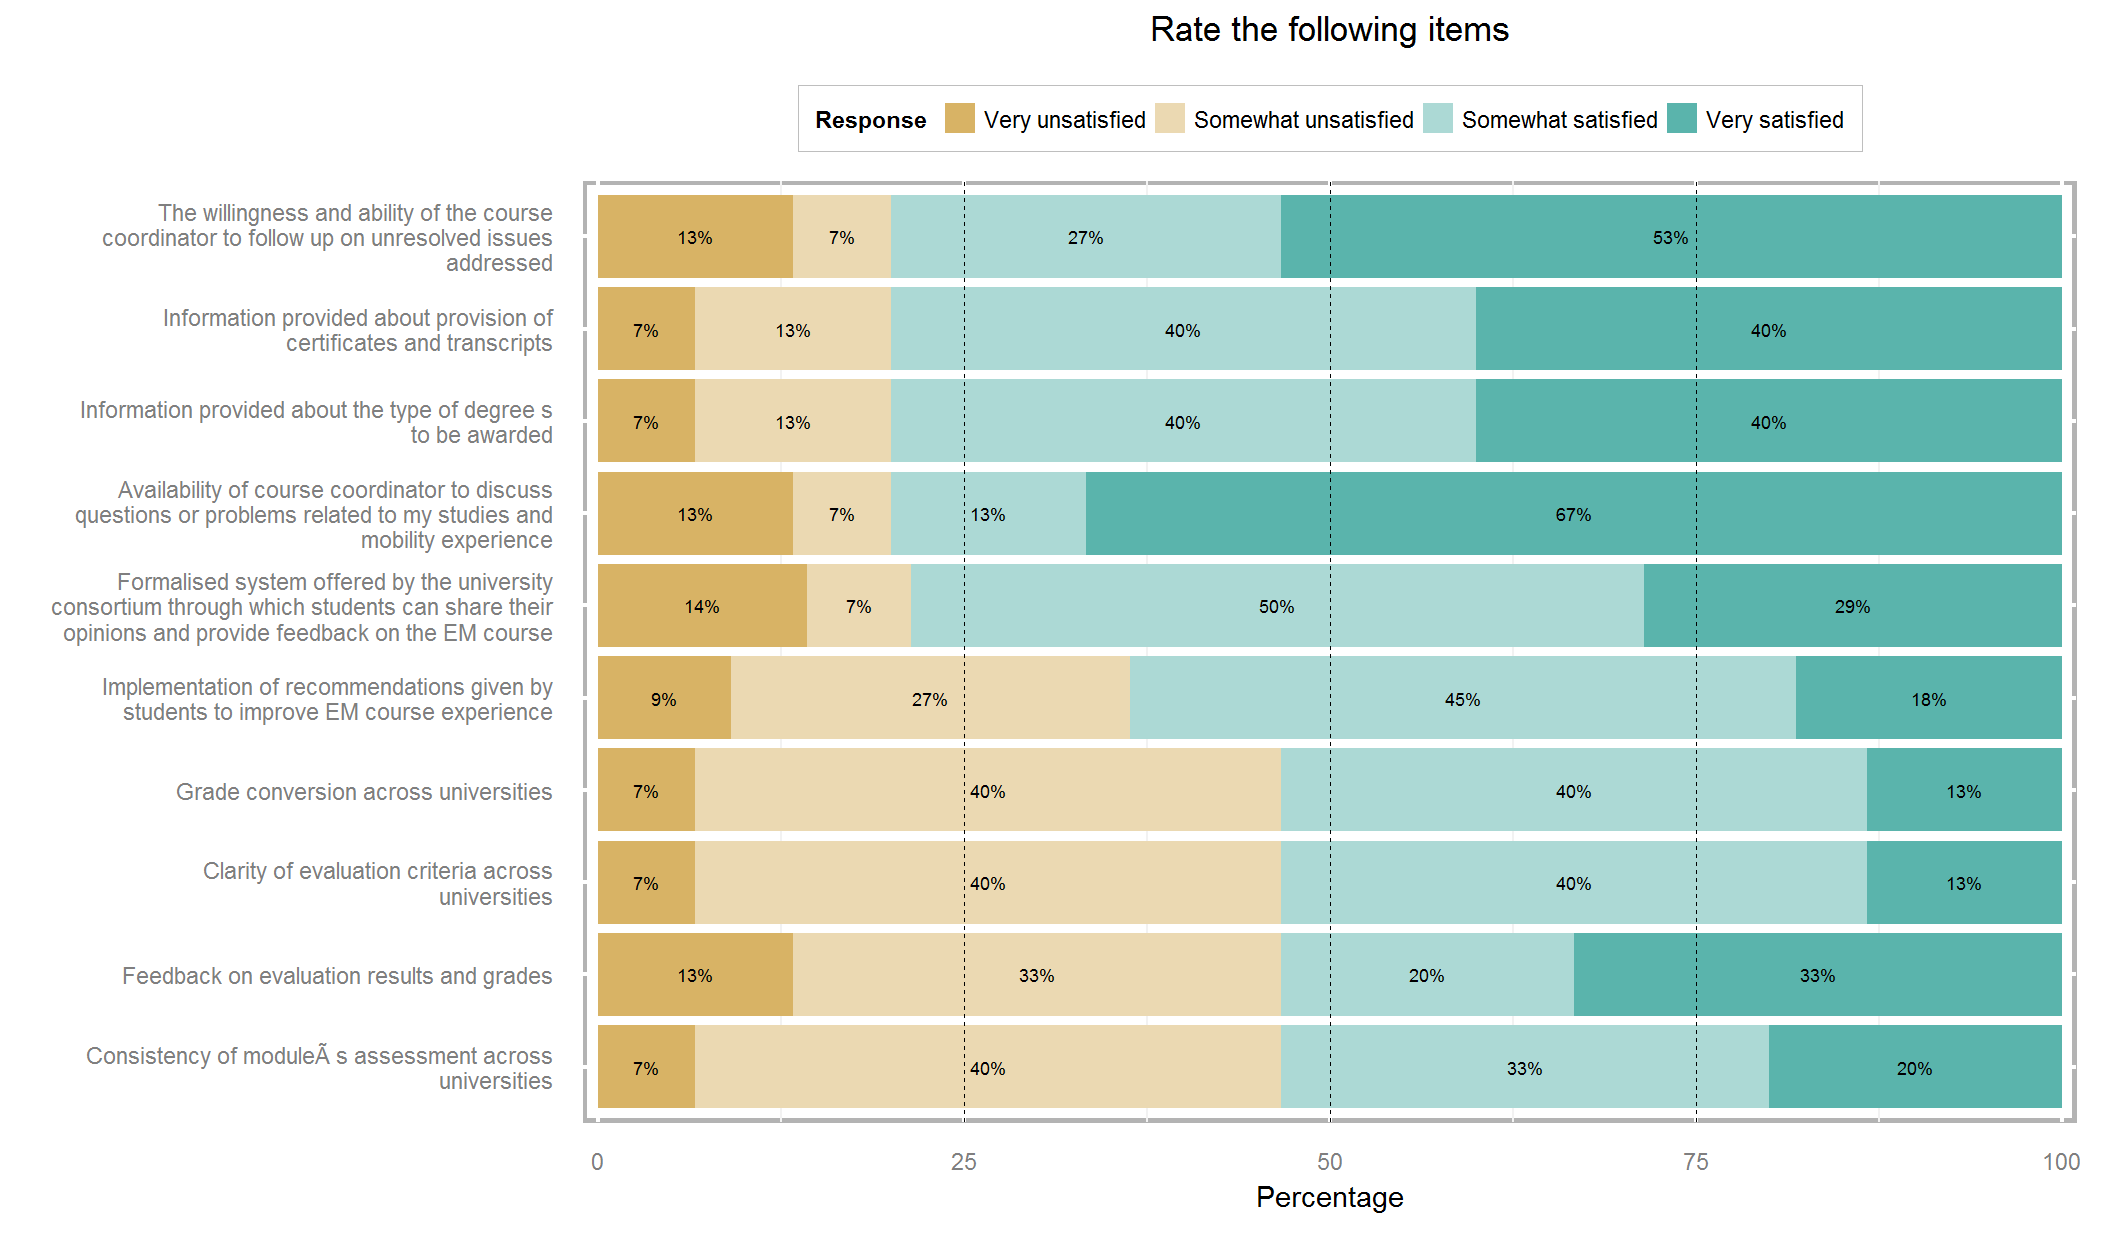 Rate the following items
Response Very unsatisfied Somewhat unsatisfied Somewhat satisfied Very satisfied
The willingness and ability of the course
coordinator to follow up on unresolved issues
addressed
13% 7% 27% 53%
Information provided about provision of
certificates and transcripts
7% 13% 40% 40%
Information provided about the type of degree s
to be awarded
7% 13% 40% 40%
Availability of course coordinator to discuss
questions or problems related to my studies and
mobility experience
13% 7% 13% 67%
Formalised system offered by the university
consortium through which students can share their
opinions and provide feedback on the EM course
14% 7% 50% 29%
Implementation of recommendations given by
students to improve EM course experience
9% 27% 45% 18%
Grade conversion across universities
7% 40% 40% 13%
Clarity of evaluation criteria across
universities
7% 40% 40% 13%
Feedback on evaluation results and grades
13% 33% 20% 33%
Consistency of moduleÃ s assessment across
universities
7% 40% 33% 20%
0 25 50 75 100
Percentage